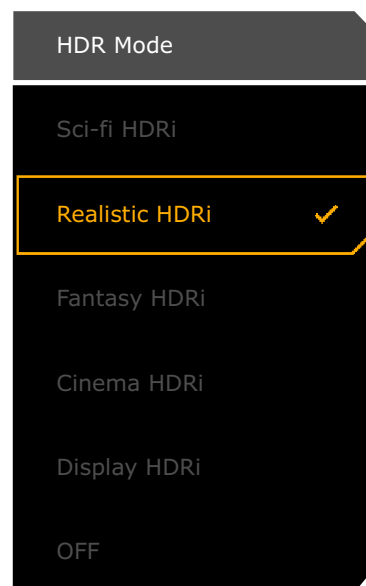 HDR Mode
Sci-fi HDRi
Realistic HDRi
Fantasy HDRi
Cinema HDRi
Display HDRi
OFF